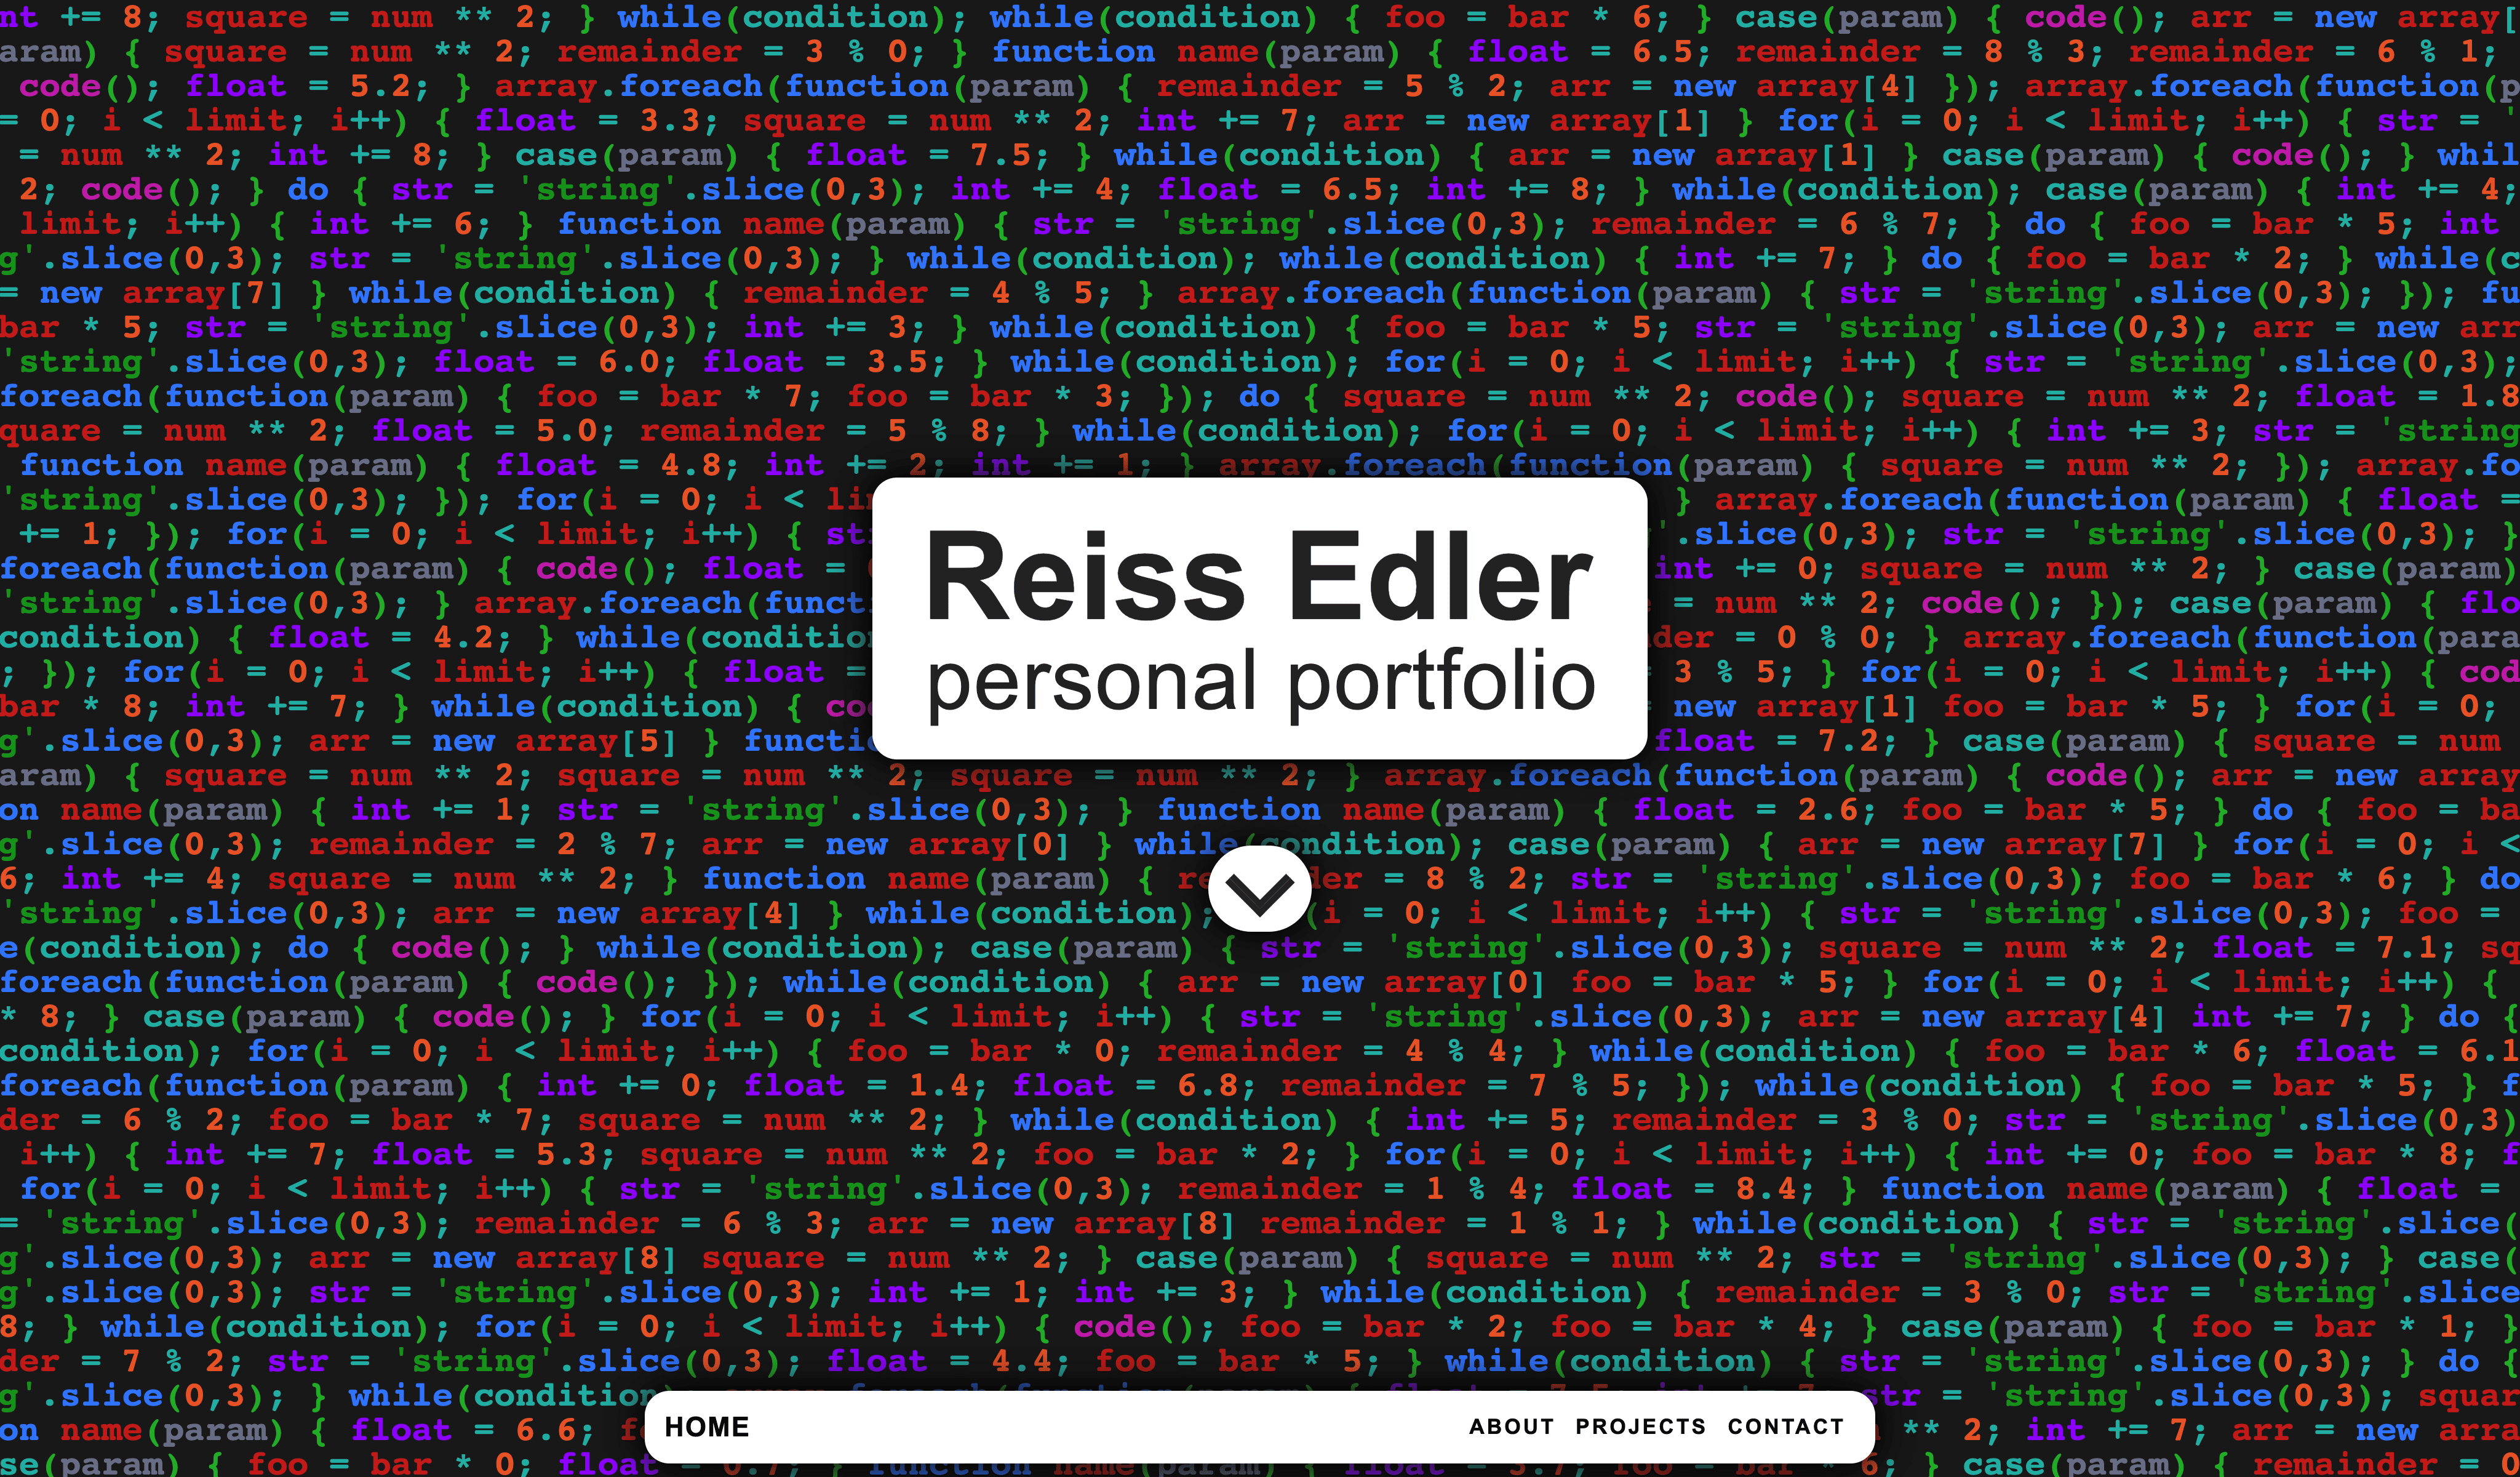 nt += 8; square = num ** 2; } while(condition); while(condition) { foo = bar * 6; } case(param) { code(); arr = new array[
aram) { square = num ** 2; remainder = 3 % 0; } function name(param) { float = 6.5; remainder = 8 % 3; remainder = 6 % 1;
code(); float = 5.2; } array.foreach(function(param) { remainder = 5 % 2; arr = new array[4] }); array.foreach(function(p
= 0; i < limit; i++) { float = 3.3; square = num ** 2; int += 7; arr = new array[1] } for(i = 0; i < limit; i++) { str = '
= num ** 2; int += 8; } case(param) { float = 7.5; } while(condition) { arr = new array[1] } case(param) { code(); } whil
2; code(); } do { str = 'string'.slice(0,3); int += 4; float = 6.5; int += 8; } while(condition); case(param) { int += 4;
limit; i++) { int += 6; } function name(param) { str = 'string'.slice(0,3); remainder = 6 % 7; } do { foo = bar * 5; int
g'.slice(0,3); str = 'string'.slice(0,3); } while(condition); while(condition) { int += 7; } do { foo = bar * 2; } while(c
= new array[7] } while(condition) { remainder = 4 % 5; } array.foreach(function(param) { str = 'string'.slice(0,3); }); fu
bar * 5; str = 'string'.slice(0,3); int += 3; } while(condition) { foo = bar * 5; str = 'string'.slice(0,3); arr = new arr
'string'.slice(0,3); float = 6.0; float = 3.5; } while(condition); for(i = 0; i < limit; i++) { str = 'string'.slice(0,3);
foreach(function(param) { foo = bar * 7; foo = bar * 3; }); do { square = num ** 2; code(); square = num ** 2; float = 1.8
quare = num ** 2; float = 5.0; remainder = 5 % 8; } while(condition); for(i = 0; i < limit; i++) { int += 3; str = 'string
function name(param) { float = 4.8; int += 2; int += 1; } array.foreach(function(param) { square = num ** 2; }); array.fo
'string'.slice(0,3); }); for(i = 0; i < li } array.foreach(function(param) { float =
+= 1; }); for(i = 0; i < limit; i++) { st '.slice(0,3); str = 'string'.slice(0,3); }
Reiss Edler
foreach(function(param) { code(); float = int += 0; square = num ** 2; } case(param)
'string'.slice(0,3); } array.foreach(funct = num ** 2; code(); }); case(param) { flo
condition) { float = 4.2; } while(conditio der = 0 % 0; } array.foreach(function(para
personal portfolio
; }); for(i = 0; i < limit; i++) { float = 3 % 5; } for(i = 0; i < limit; i++) { cod
bar * 8; int += 7; } while(condition) { co new array[1] foo = bar * 5; } for(i = 0;
g'.slice(0,3); arr = new array[5] } functi float = 7.2; } case(param) { square = num
aram) { square = num ** 2; square = num ** 2; square = num ** 2; } array.foreach(function(param) { code(); arr = new array
on name(param) { int += 1; str = 'string'.slice(0,3); } function name(param) { float = 2.6; foo = bar * 5; } do { foo = ba
g'.slice(0,3); remainder = 2 % 7; arr = new array[0] } while(condition); case(param) { arr = new array[7] } for(i = 0; i <
6; int += 4; square = num ** 2; } function name(param) { re der = 8 % 2; str = 'string'.slice(0,3); foo = bar * 6; } do
'string'.slice(0,3); arr = new array[4] } while(condition); (i = 0; i < limit; i++) { str = 'string'.slice(0,3); foo =
e(condition); do { code(); } while(condition); case(param) { str = 'string'.slice(0,3); square = num ** 2; float = 7.1; sq
foreach(function(param) { code(); }); while(condition) { arr = new array[0] foo = bar * 5; } for(i = 0; i < limit; i++) {
* 8; } case(param) { code(); } for(i = 0; i < limit; i++) { str = 'string'.slice(0,3); arr = new array[4] int += 7; } do {
condition); for(i = 0; i < limit; i++) { foo = bar * 0; remainder = 4 % 4; } while(condition) { foo = bar * 6; float = 6.1
foreach(function(param) { int += 0; float = 1.4; float = 6.8; remainder = 7 % 5; }); while(condition) { foo = bar * 5; } f
der = 6 % 2; foo = bar * 7; square = num ** 2; } while(condition) { int += 5; remainder = 3 % 0; str = 'string'.slice(0,3)
i++) { int += 7; float = 5.3; square = num ** 2; foo = bar * 2; } for(i = 0; i < limit; i++) { int += 0; foo = bar * 8; f
for(i = 0; i < limit; i++) { str = 'string'.slice(0,3); remainder = 1 % 4; float = 8.4; } function name(param) { float =
= 'string'.slice(0,3); remainder = 6 % 3; arr = new array[8] remainder = 1 % 1; } while(condition) { str = 'string'.slice(
g'.slice(0,3); arr = new array[8] square = num ** 2; } case(param) { square = num ** 2; str = 'string'.slice(0,3); } case(
g'.slice(0,3); str = 'string'.slice(0,3); int += 1; int += 3; } while(condition) { remainder = 3 % 0; str = 'string'.slice
8; } while(condition); for(i = 0; i < limit; i++) { code(); foo = bar * 2; foo = bar * 4; } case(param) { foo = bar * 1; }
der = 7 % 2; str = 'string'.slice(0,3); float = 4.4; foo = bar * 5; } while(condition) { str = 'string'.slice(0,3); } do {
g'.slice(0,3); } while(condition str = 'string'.slice(0,3); squar
on name(param) { float = 6.6; f ** 2; int += 7; arr = new arra
HOME ABOUT PROJECTS CONTACT
se(param) { foo = bar * 0; float = 0.7; } function name(param) { float = 3.7; foo = bar * 6; } case(param) { remainder = 0